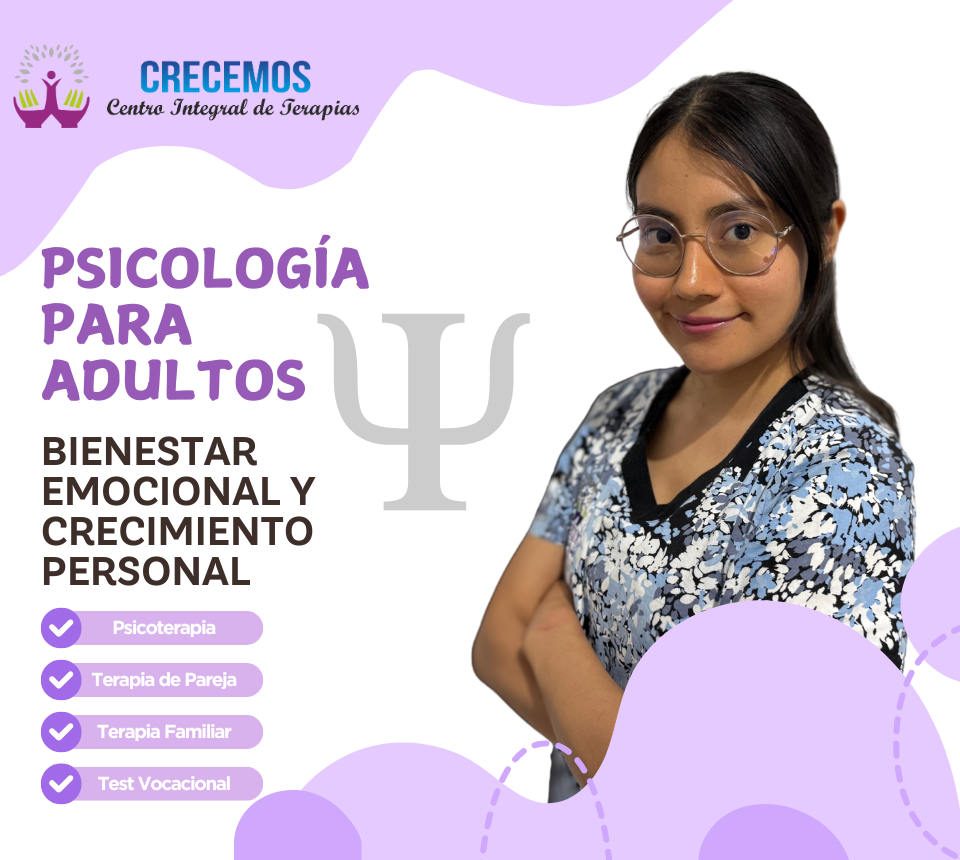 CRECEMOS
Centro Integral de Terapias
PSICOLOGÍA
PARA
ADULTOS
Ψ
BIENESTAR
EMOCIONAL Y
CRECIMIENTO
PERSONAL
Psicoterapia
Terapia de Pareja
Terapia Familiar
Test Vocacional